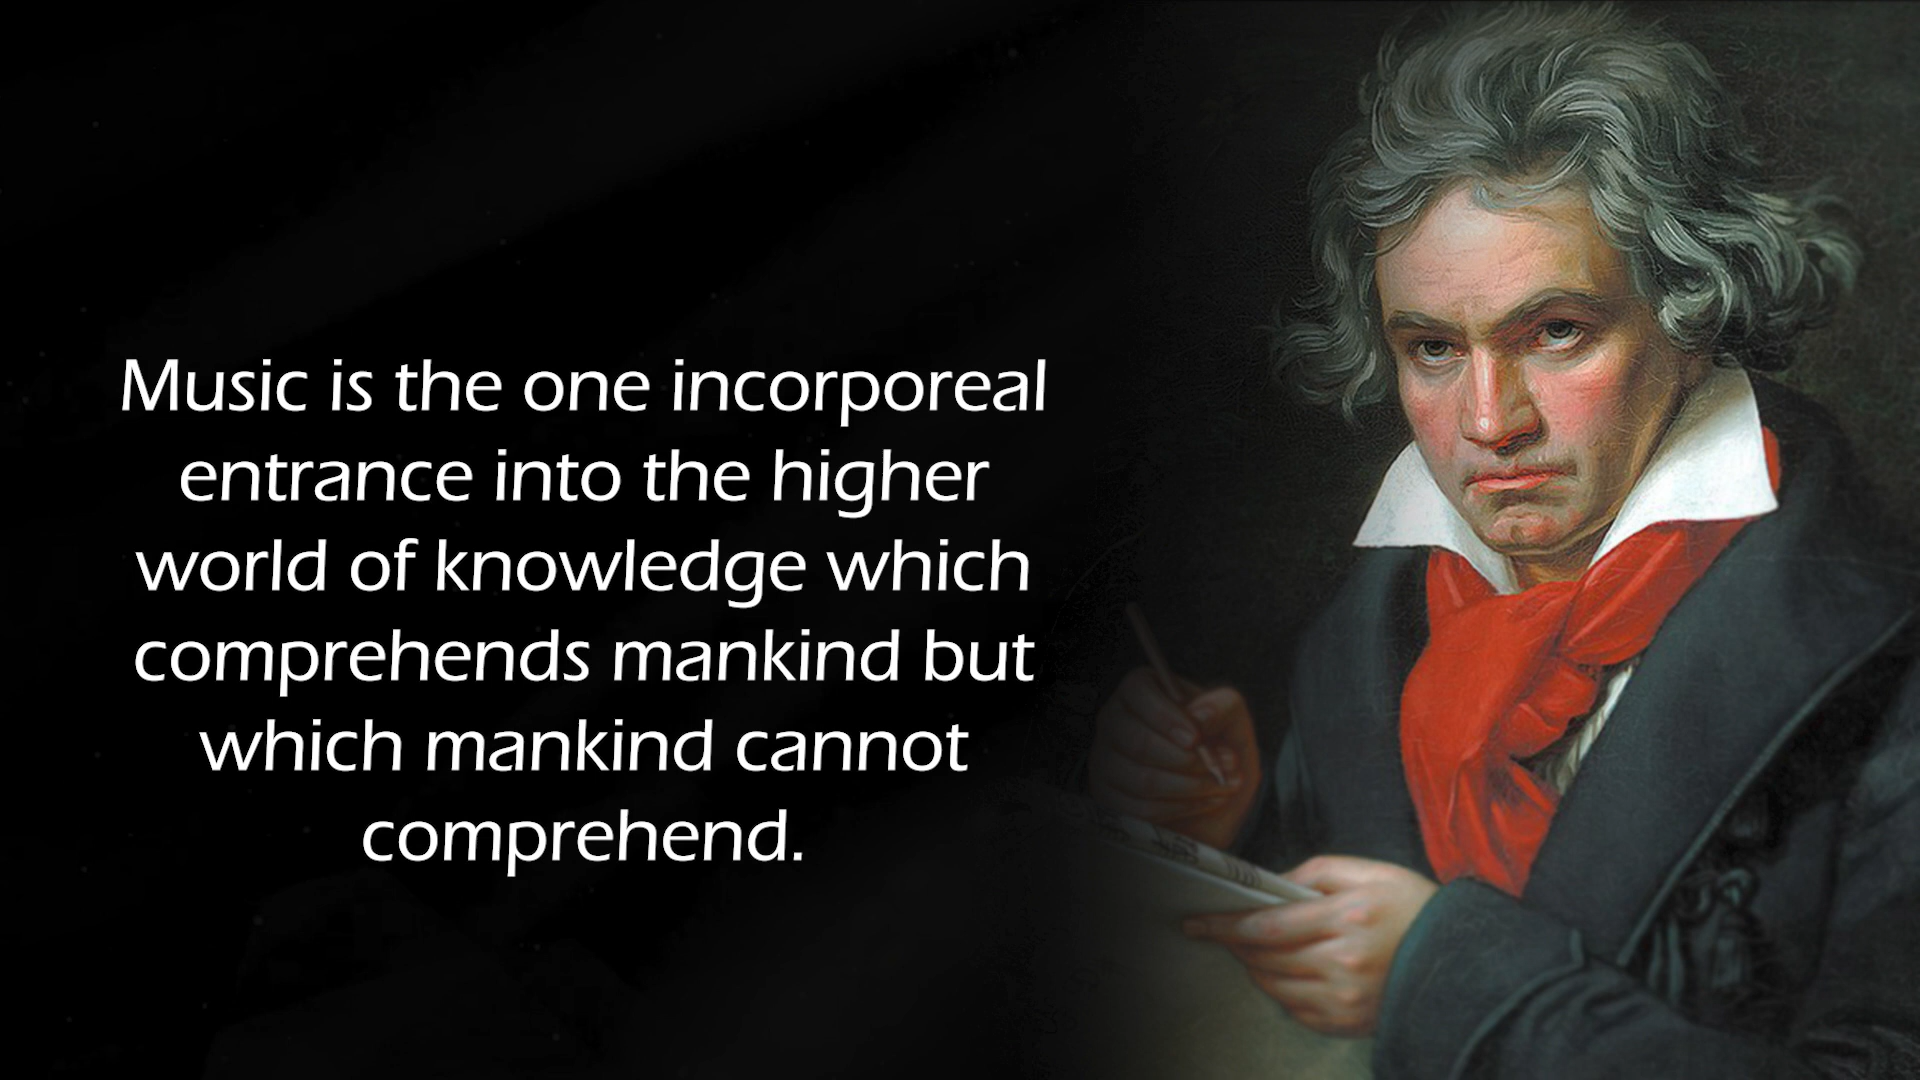 Music is the one incorporeal
entrance into the higher
world of knowledge which
comprehends mankind but
which mankind cannot
comprehend.